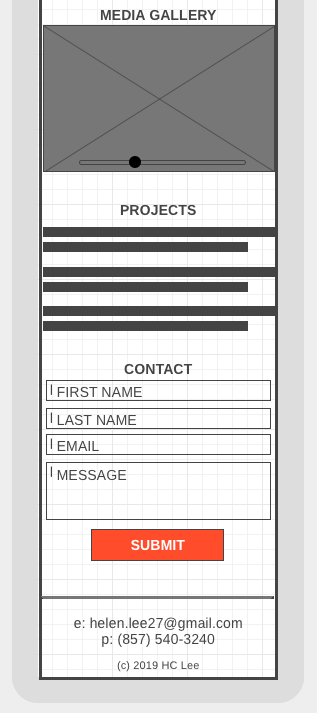 MEDIA GALLERY
PROJECTS
CONTACT
FIRST NAME
LAST NAME
EMAIL
MESSAGE
SUBMIT
e: helen.lee27@gmail.com
p: (857) 540-3240
(c) 2019 HC Lee